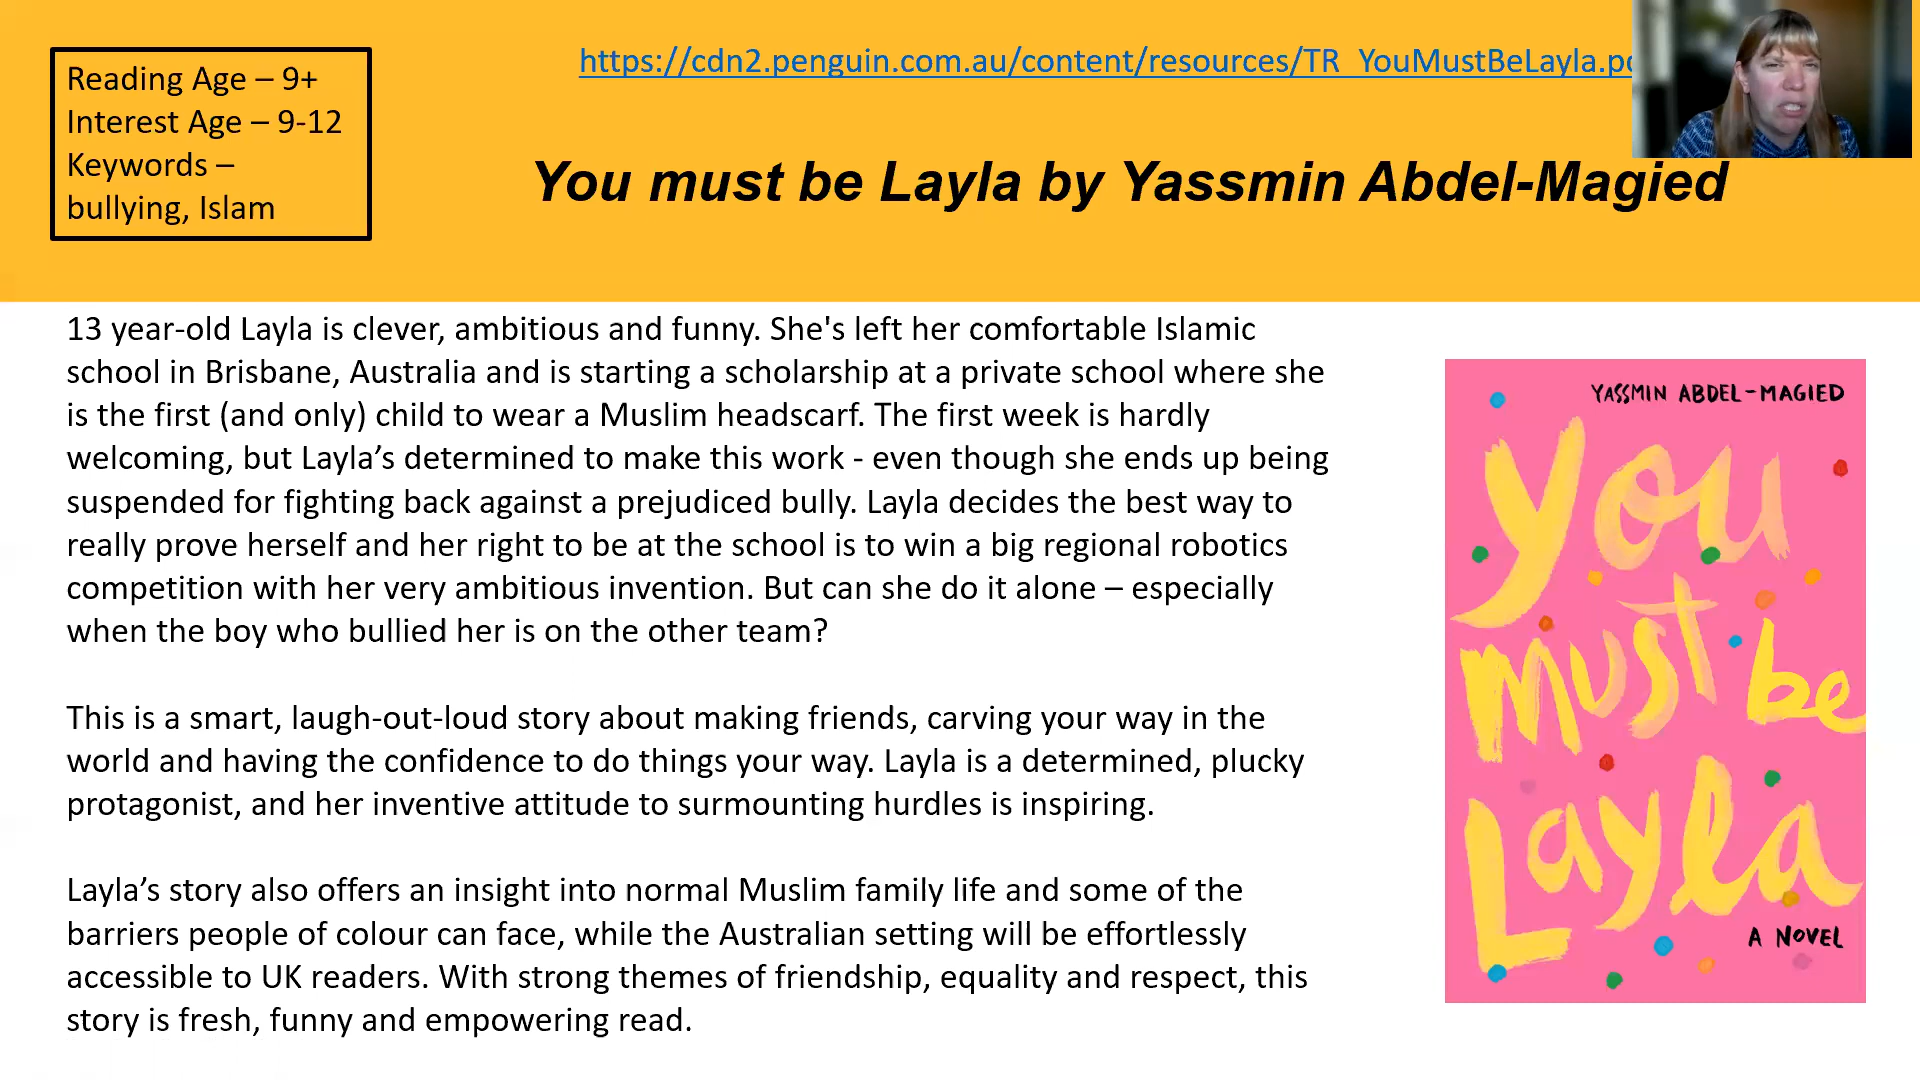 https://cdn2.penguin.com.au/content/resources/TR_YouMustBeLayla.p
Reading Age – 9+
Interest Age – 9-12
Keywords –
bullying, Islam
You must be Layla by Yassmin Abdel-Magied
13 year-old Layla is clever, ambitious and funny. She's left her comfortable Islamic
school in Brisbane, Australia and is starting a scholarship at a private school where she
is the first (and only) child to wear a Muslim headscarf. The first week is hardly
welcoming, but Layla’s determined to make this work - even though she ends up being
suspended for fighting back against a prejudiced bully. Layla decides the best way to
really prove herself and her right to be at the school is to win a big regional robotics
competition with her very ambitious invention. But can she do it alone – especially
when the boy who bullied her is on the other team?
This is a smart, laugh-out-loud story about making friends, carving your way in the
world and having the confidence to do things your way. Layla is a determined, plucky
protagonist, and her inventive attitude to surmounting hurdles is inspiring.
Layla’s story also offers an insight into normal Muslim family life and some of the
barriers people of colour can face, while the Australian setting will be effortlessly
accessible to UK readers. With strong themes of friendship, equality and respect, this
story is fresh, funny and empowering read.
YASSMIN ABDEL-MAGIED
you
must be
Layla
A NOVEL